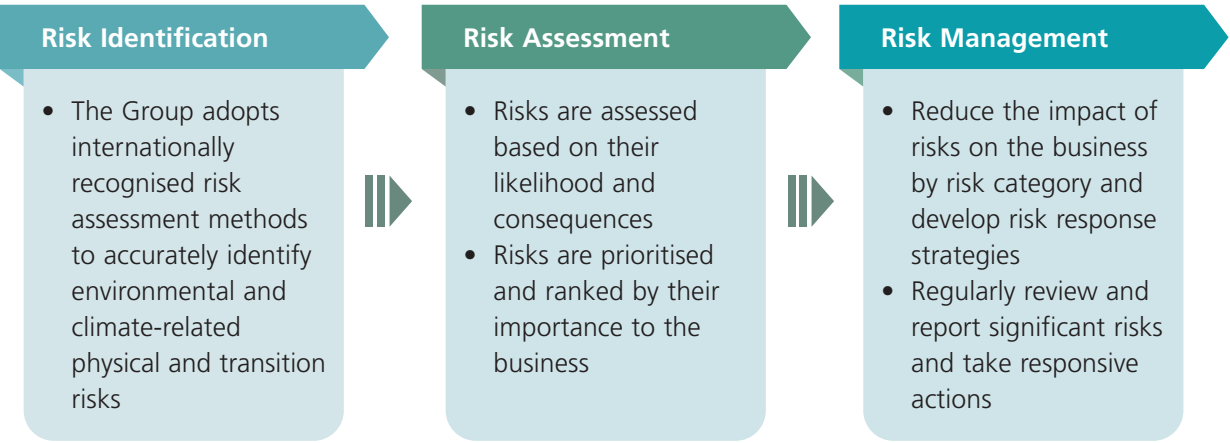 Risk Identification
• The Group adopts
internationally
recognised risk
assessment methods
to accurately identify
environmental and
climate-related
physical and transition
risks
Risk Assessment
• Risks are assessed
based on their
likelihood and
consequences
• Risks are prioritised
and ranked by their
importance to the
business
Risk Management
• Reduce the impact of
risks on the business
by risk category and
develop risk response
strategies
• Regularly review and
report significant risks
and take responsive
actions